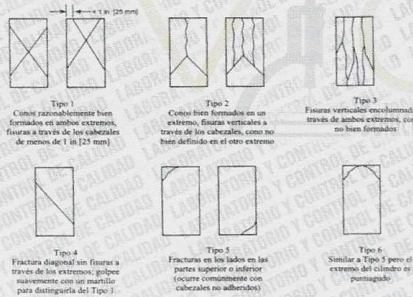 < 1 in. [25 mm]
Tipo 1
Conos razonablemente bien
formados en ambos extremos,
fisuras a través de los cabezales
de menos de 1 in [25 mm]
Tipo 2
Conos bien formados en un
extremo, fisuras verticales a
través de los cabezales, cono no
bien definido en el otro extremo
Tipo 3
Fisuras verticales encolumnad
través de ambos extremos, con
no bien formados
Tipo 4
Fractura diagonal sin fisuras a
través de los extremos; golpee
suavemente con un martillo
para distinguirla del Tipo 1
Tipo 5
Fracturas en los lados en las
partes superior o inferior
(ocurre comúnmente con
cabezales no adheridos)
Tipo 6
Similar a Tipo 5 pero el
extremo del cilindro es
puntiagudo